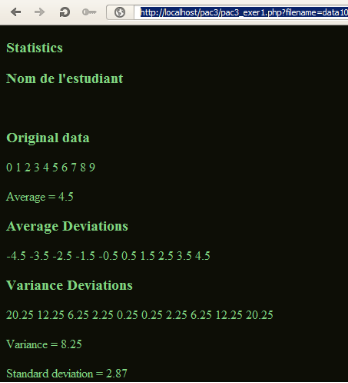 http://localhost/pac3/pac3_exer1.php?filename=data10
Statistics
Nom de l'estudiant
Original data
0 1 2 3 4 5 6 7 8 9
Average = 4.5
Average Deviations
-4.5 -3.5 -2.5 -1.5 -0.5 0.5 1.5 2.5 3.5 4.5
Variance Deviations
20.25 12.25 6.25 2.25 0.25 0.25 2.25 6.25 12.25 20.25
Variance = 8.25
Standard deviation = 2.87